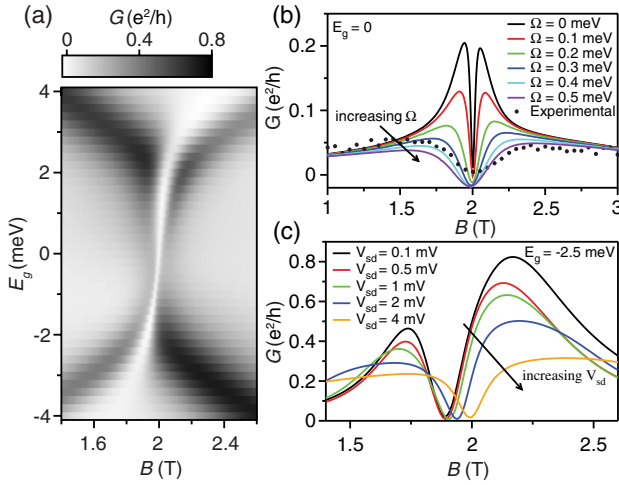 (a)
G (e²/h)
0 0.8
4
2
0
-2
-4
E_g (meV)
1.6 2 2.4
B (T)
(b)
E_g = 0
Ω = 0 meV
Ω = 0.1 meV
Ω = 0.2 meV
Ω = 0.3 meV
Ω = 0.4 meV
Ω = 0.5 meV
Experimental
increasing Ω
0.2
0.1
0
G (e²/h)
1 1.5 2 2.5 3
B (T)
(c)
V_sd = 0.1 mV
V_sd = 0.5 mV
V_sd = 1 mV
V_sd = 2 mV
V_sd = 4 mV
E_g = -2.5 meV
increasing V_sd
0.8
0.6
0.4
0.2
0
G (e²/h)
1.5 2 2.5
B (T)